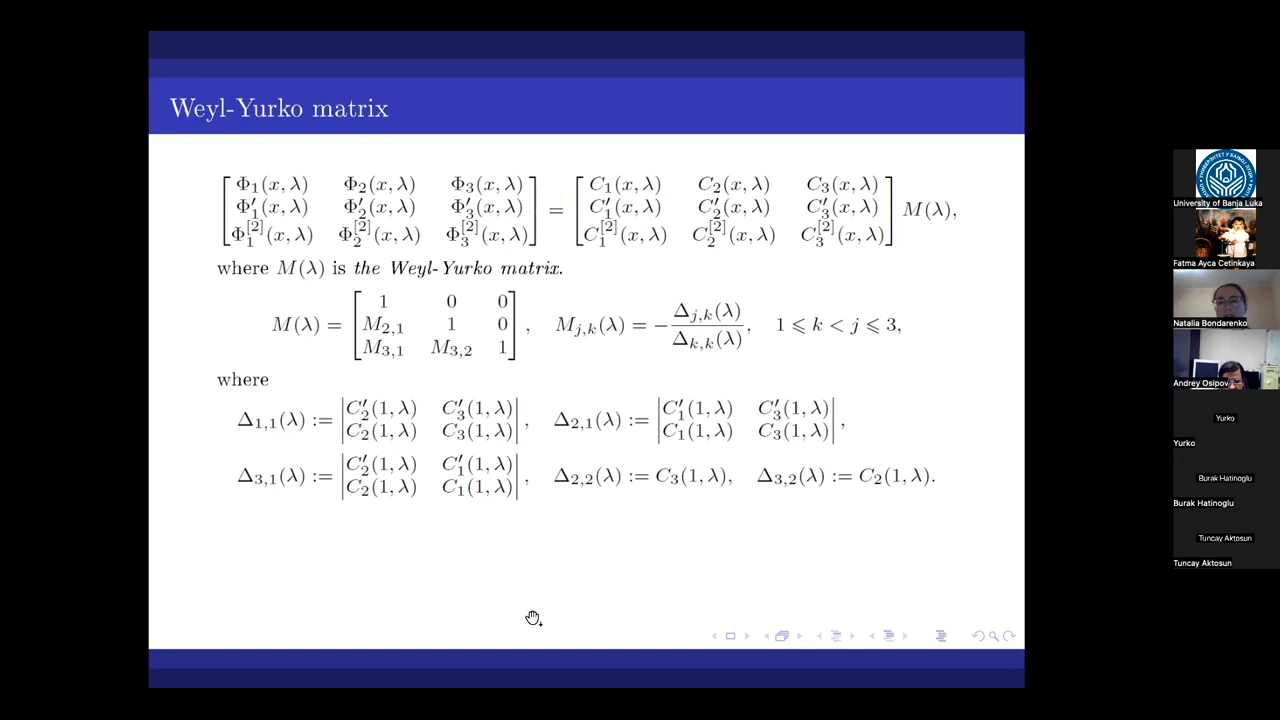 Weyl-Yurko matrix
[Φ₁(x, λ) Φ₂(x, λ) Φ₃(x, λ)] [C₁(x, λ) C₂(x, λ) C₃(x, λ)]
[Φ′₁(x, λ) Φ′₂(x, λ) Φ′₃(x, λ)] = [C′₁(x, λ) C′₂(x, λ) C′₃(x, λ)] M(λ),
[Φ₁^[2](x, λ) Φ₂^[2](x, λ) Φ₃^[2](x, λ)] [C₁^[2](x, λ) C₂^[2](x, λ) C₃^[2](x, λ)]
where M(λ) is the Weyl-Yurko matrix.
M(λ) = [1 0 0; M₂,₁ 1 0; M₃,₁ M₃,₂ 1], Mⱼ,ₖ(λ) = −Δⱼ,ₖ(λ)/Δₖ,ₖ(λ), 1 ⩽ k < j ⩽ 3,
where
Δ₁,₁(λ) := |C′₂(1, λ) C′₃(1, λ); C₂(1, λ) C₃(1, λ)|, Δ₂,₁(λ) := |C′₁(1, λ) C′₃(1, λ); C₁(1, λ) C₃(1, λ)|,
Δ₃,₁(λ) := |C′₂(1, λ) C′₁(1, λ); C₂(1, λ) C₁(1, λ)|, Δ₂,₂(λ) := C₃(1, λ), Δ₃,₂(λ) := C₂(1, λ).
University of Banja Luka
Fatma Ayca Cetinkaya
Natalia Bondarenko
Andrey Osipov
Yurko
Yurko
Burak Hatinoglu
Burak Hatinoglu
Tuncay Aktosun
Tuncay Aktosun